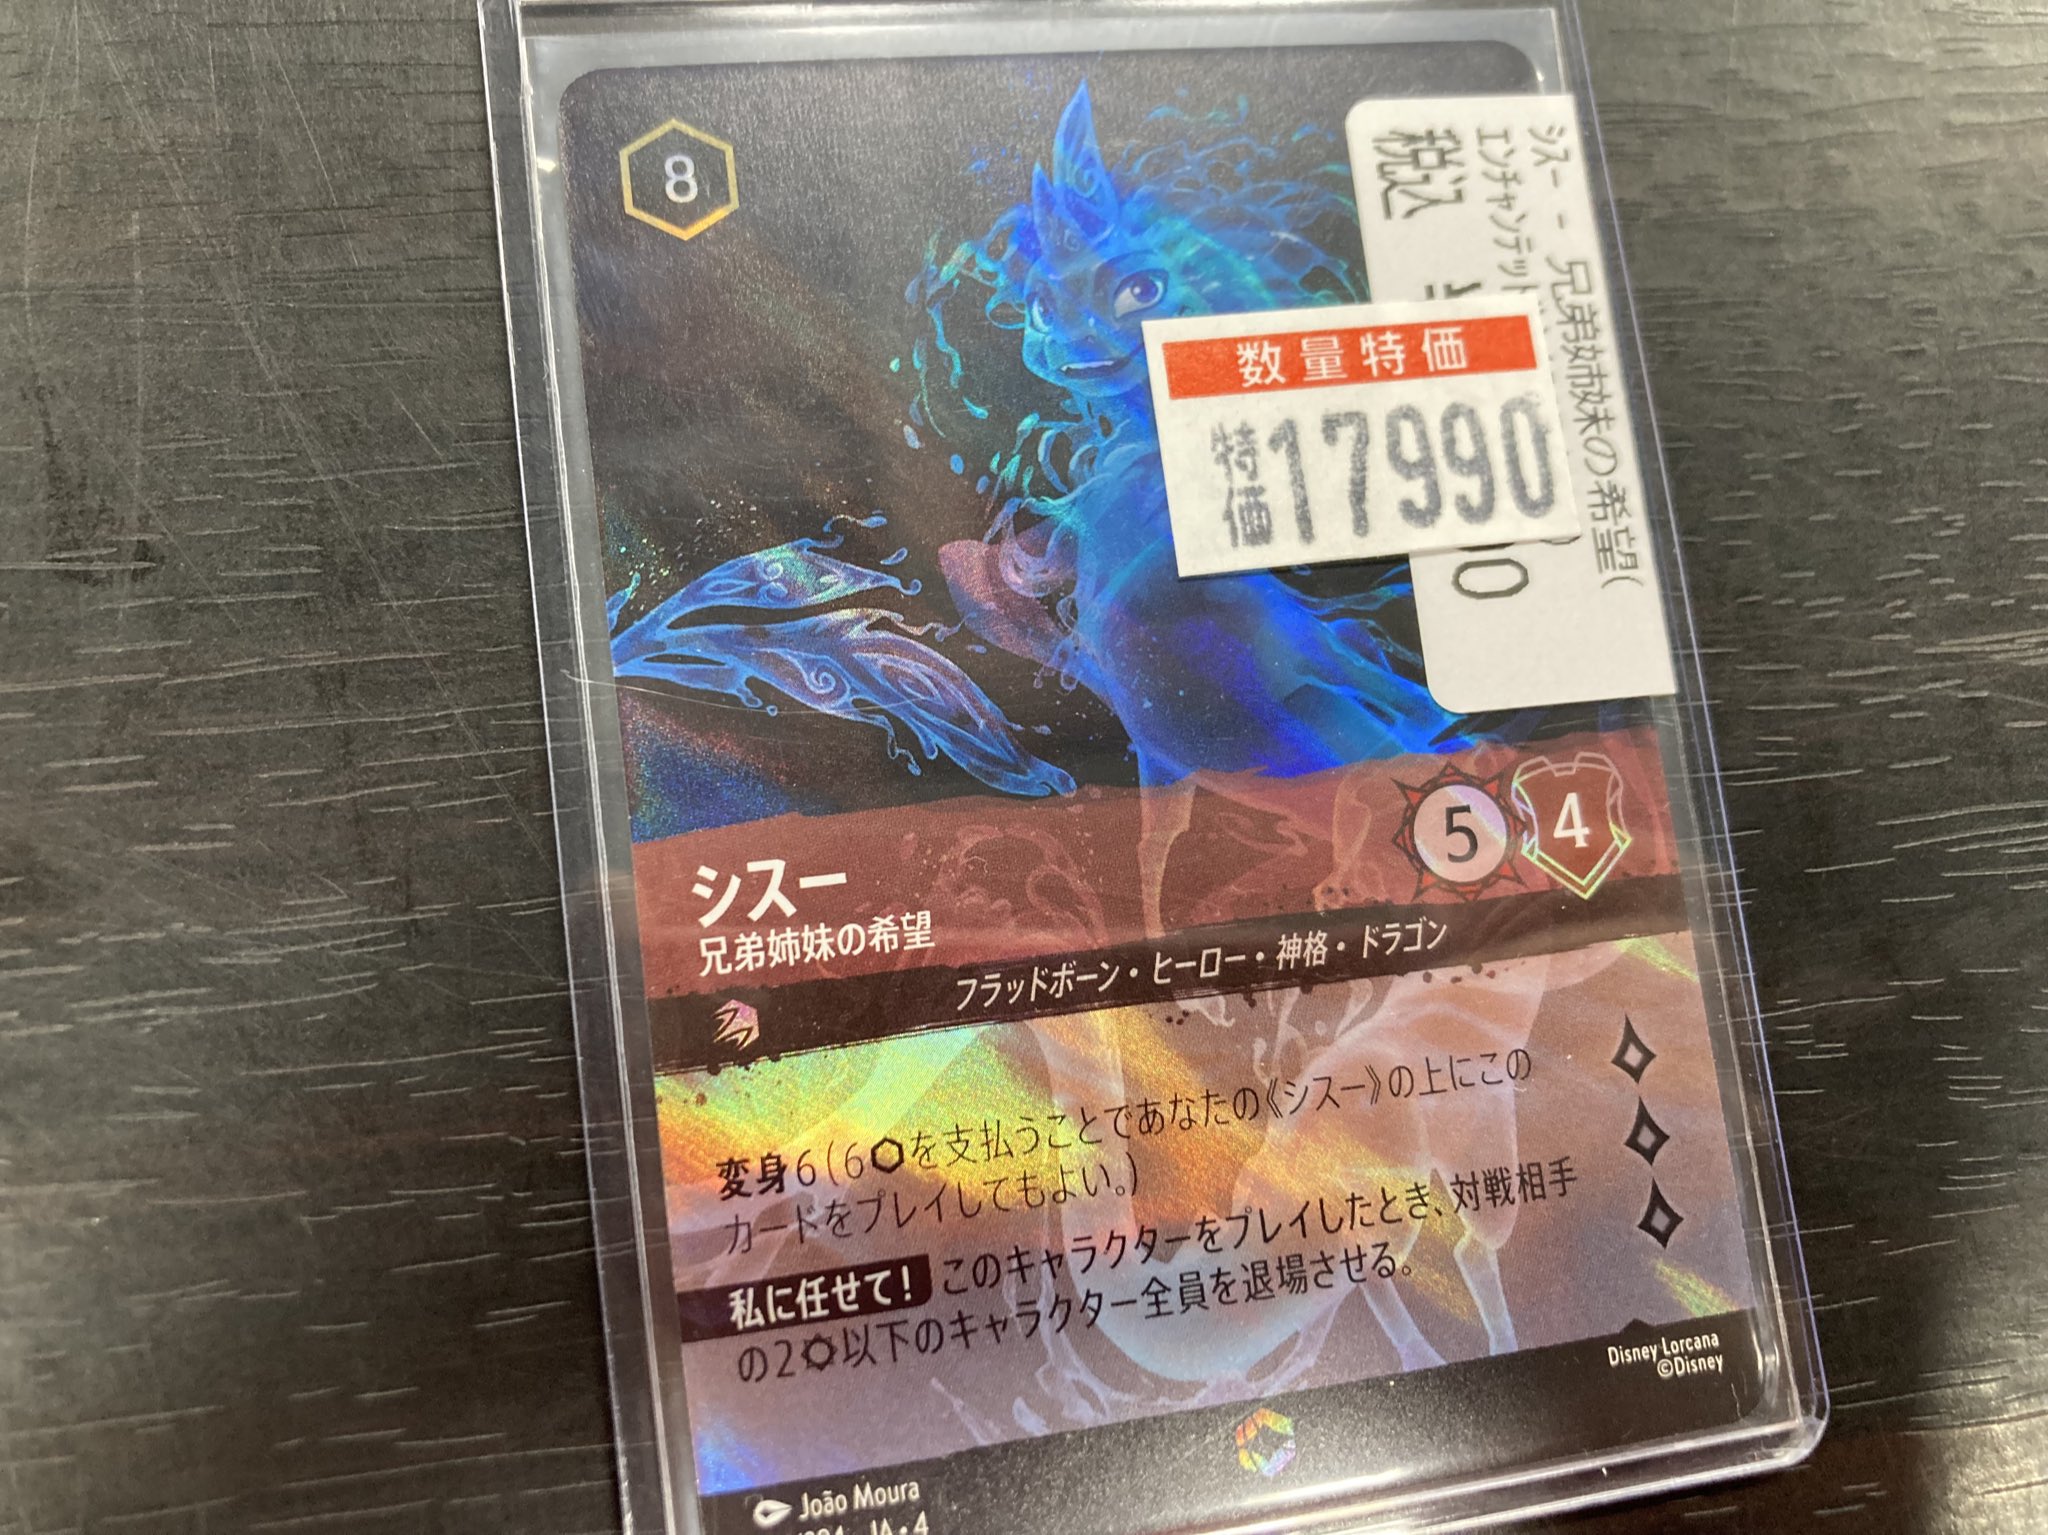 8
シスー - 兄弟姉妹の希望(
エンチャンテッド
税込
数量特価
特価 17990
5 4
シスー
兄弟姉妹の希望
フラッドボーン・ヒーロー・神格・ドラゴン
変身 6 (6⬡を支払うことであなたの《シスー》の上にこの
カードをプレイしてもよい。)
私に任せて! このキャラクターをプレイしたとき、対戦相手
の2以下のキャラクター全員を退場させる。
Disney Lorcana
©Disney
João Moura
JA・4